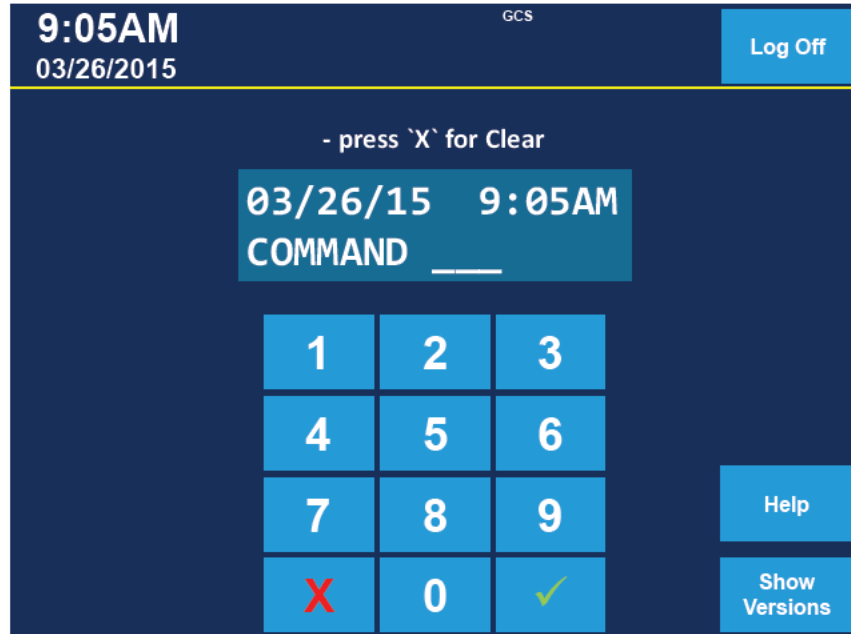 9:05AM
GCS
Log Off
03/26/2015
- press `X` for Clear
03/26/15 9:05AM
COMMAND ___
1 2 3
4 5 6
7 8 9
Help
X 0 ✓
Show
Versions